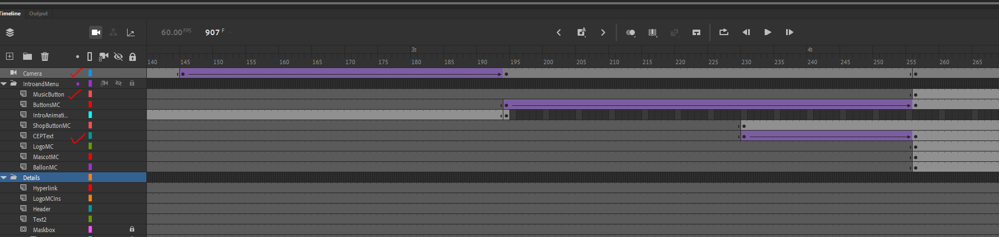 Timeline Output
60.00 FPS 907 F
3s 4s
140 145 150 155 160 165 170 175 180 185 190 195 200 205 210 215 220 225 230 235 240 245 250 255 260 265
Camera
IntroandMenu
MusicButton
ButtonsMC
IntroAnimati...
ShopButtonMC
CEPText
LogoMC
MascotMC
BallonMC
Details
Hyperlink
LogoMCIns
Header
Text2
Maskbox